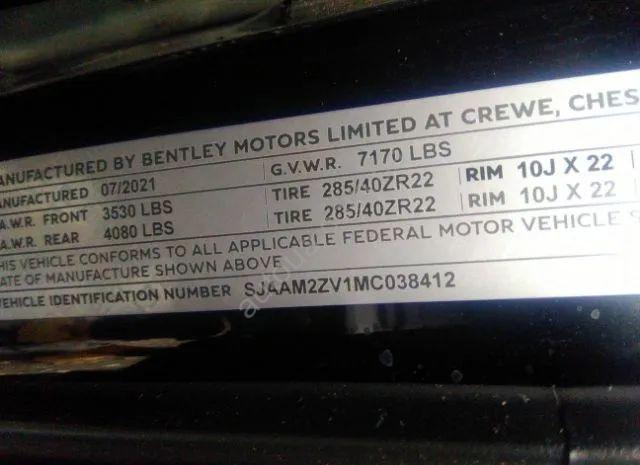 ANUFACTURED BY BENTLEY MOTORS LIMITED AT CREWE, CHES
ANUFACTURED 07/2021 G.V.W.R. 7170 LBS
.A.W.R. FRONT 3530 LBS TIRE 285/40ZR22 RIM 10J X 22
.A.W.R. REAR 4080 LBS TIRE 285/40ZR22 RIM 10J X 22
HIS VEHICLE CONFORMS TO ALL APPLICABLE FEDERAL MOTOR VEHICLE S
ATE OF MANUFACTURE SHOWN ABOVE
EHICLE IDENTIFICATION NUMBER SJAAM2ZV1MC038412